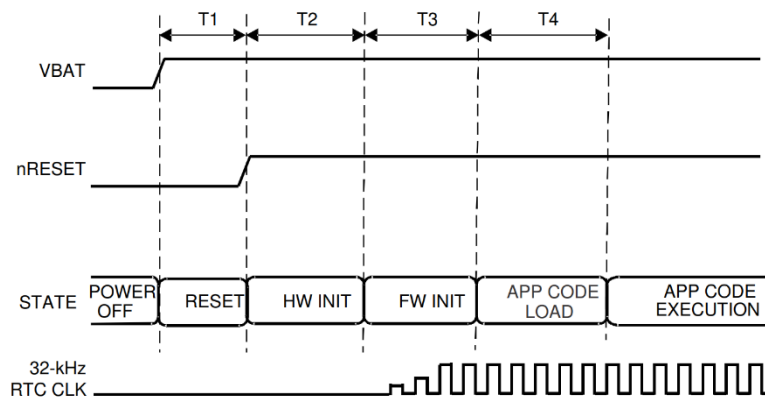 T1 T2 T3 T4
VBAT
nRESET
STATE POWER OFF RESET HW INIT FW INIT APP CODE LOAD APP CODE EXECUTION
32-kHz
RTC CLK